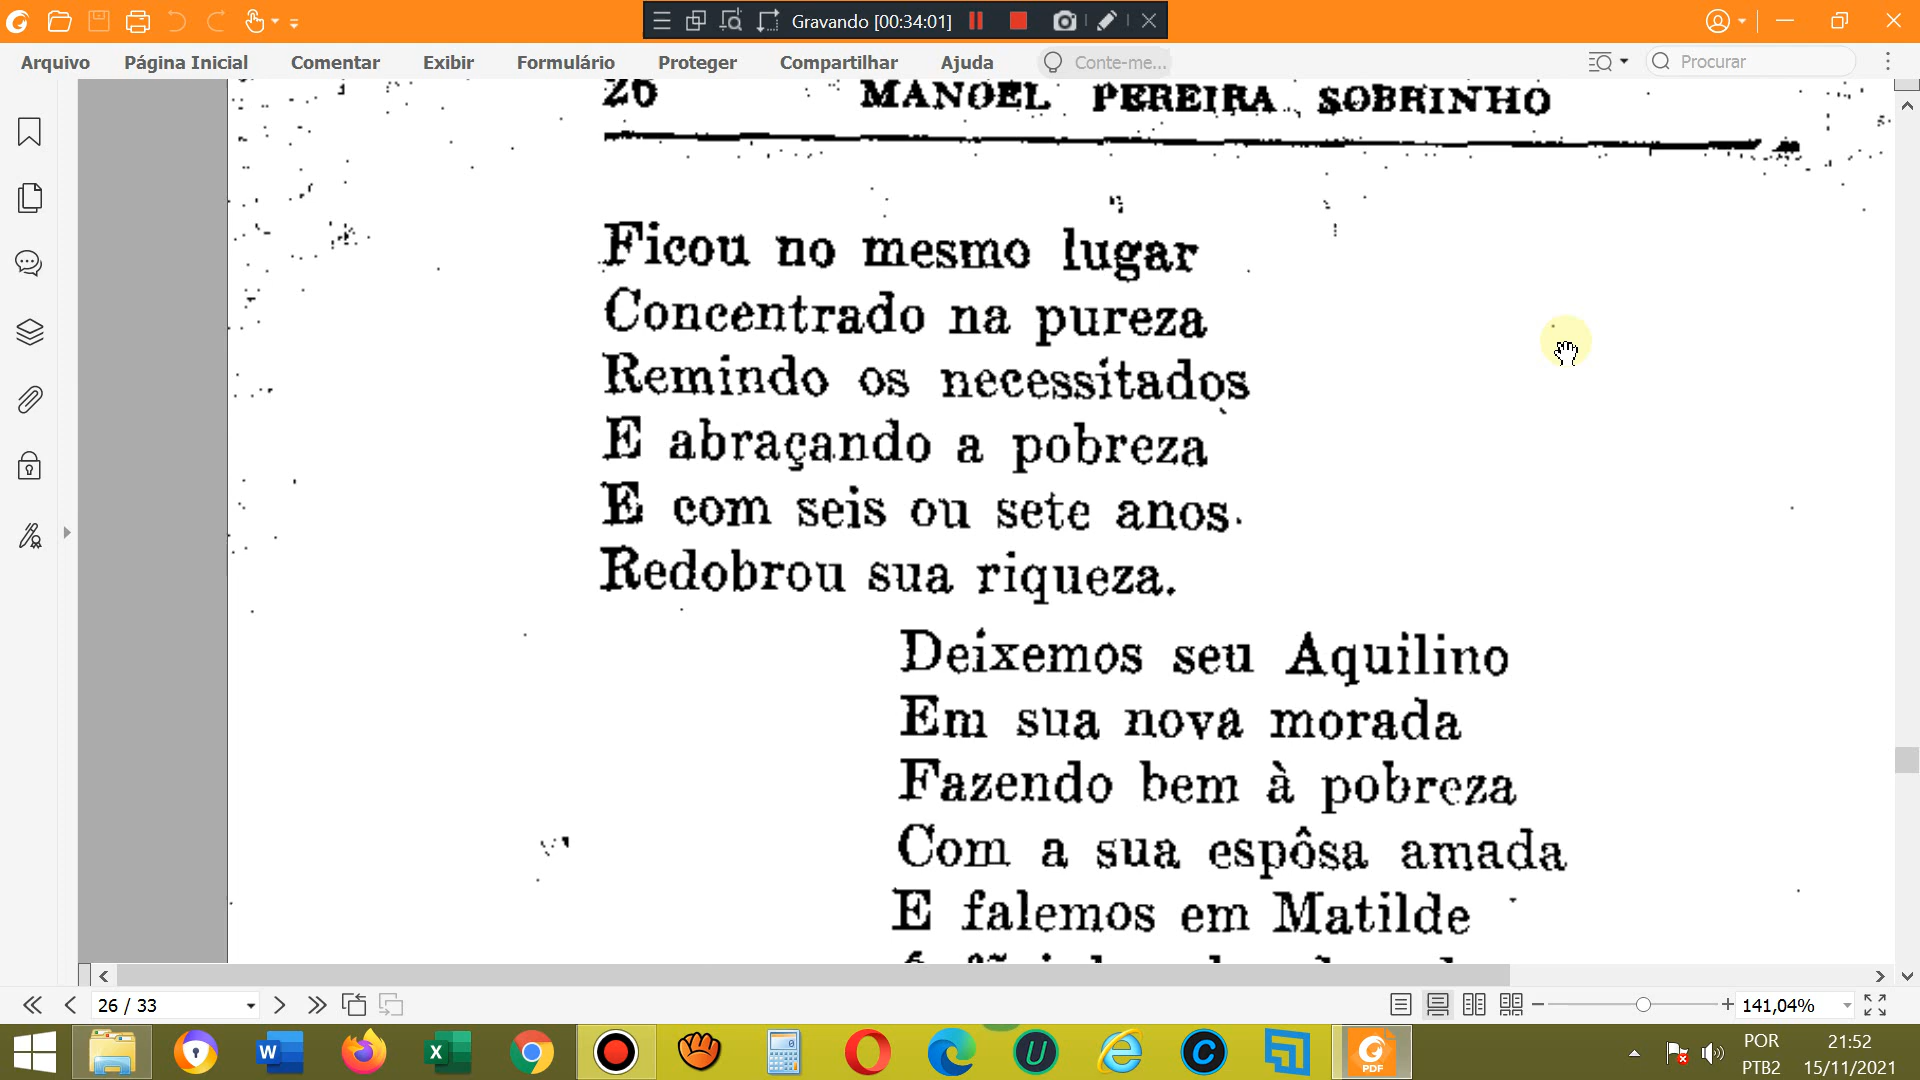 Gravando [00:34:01]
Arquivo Página Inicial Comentar Exibir Formulário Proteger Compartilhar Ajuda Conte-me... Procurar
26 MANOEL PEREIRA SOBRINHO
Ficou no mesmo lugar
Concentrado na pureza
Remindo os necessitados
E abraçando a pobreza
E com seis ou sete anos
Redobrou sua riqueza.
Deixemos seu Aquilino
Em sua nova morada
Fazendo bem à pobreza
Com a sua espôsa amada
E falemos em Matilde
26 / 33
141,04%
POR
PTB2
21:52
15/11/2021
PDF